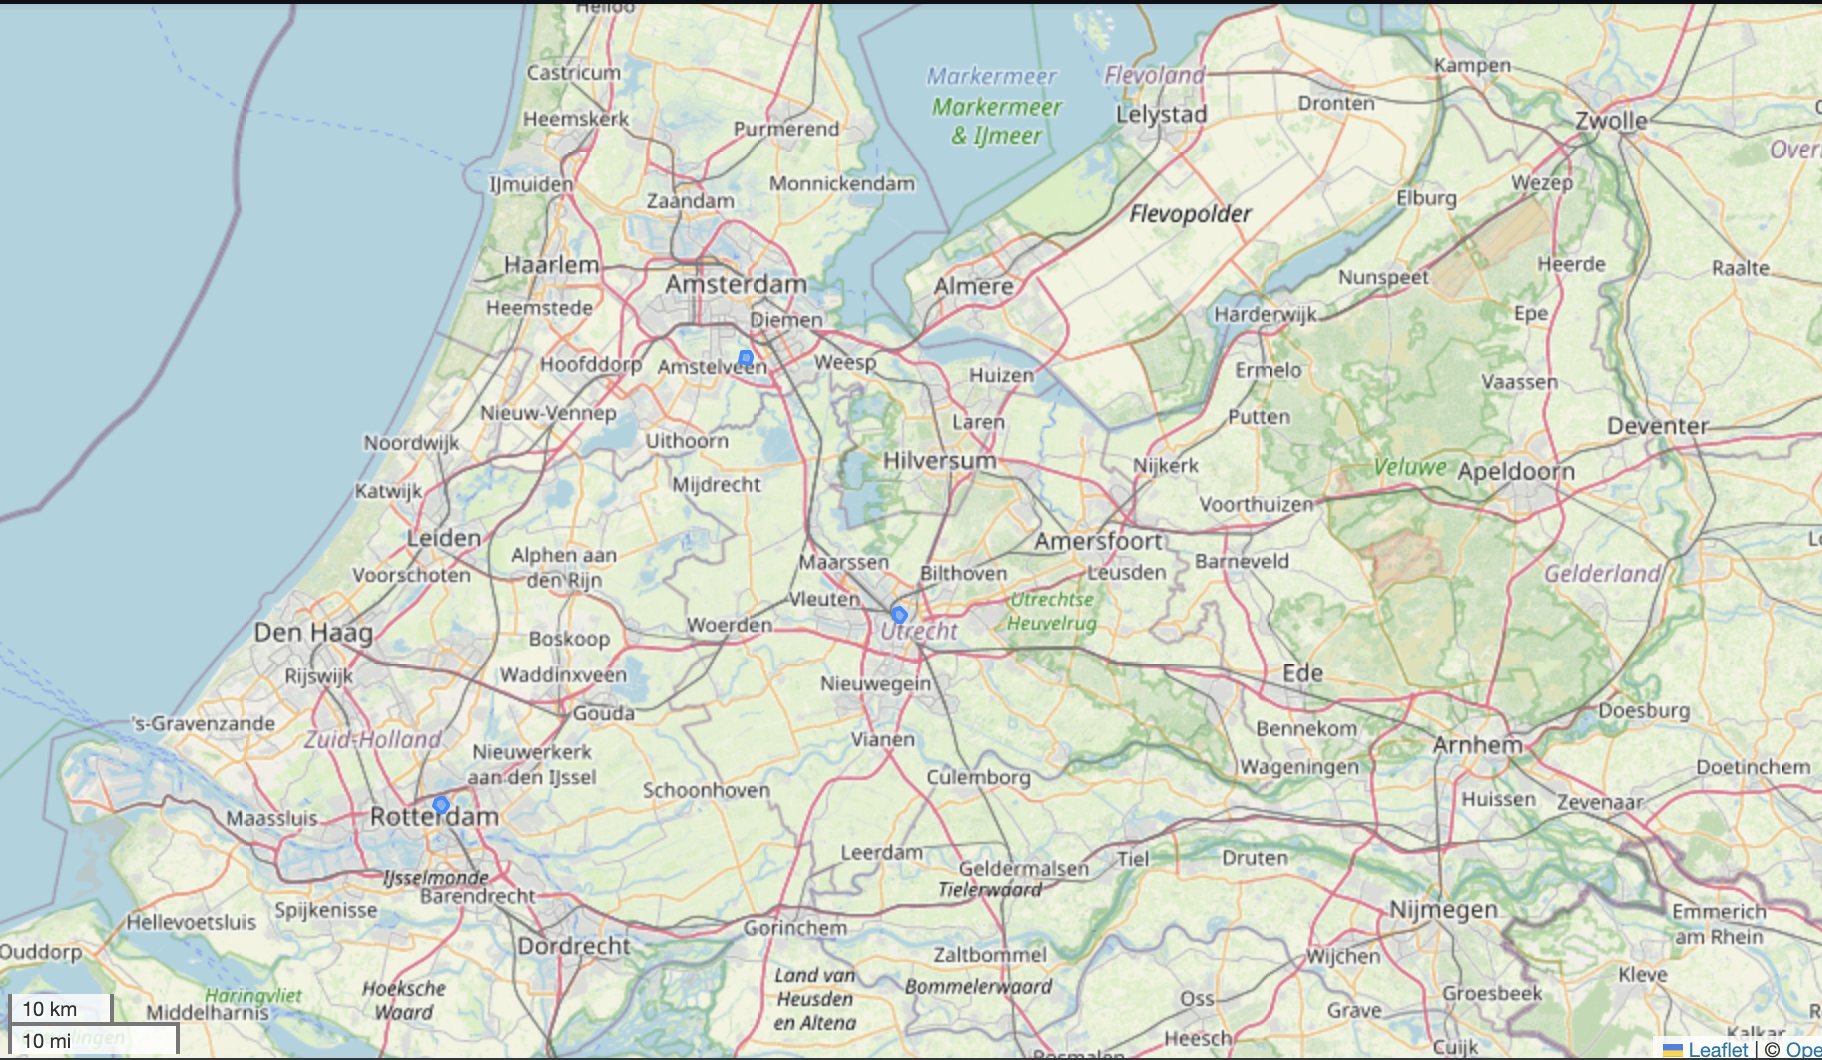 Castricum
Markermeer
Flevoland
Kampen
Markermeer
& IJmeer
Dronten
Lelystad
Heemskerk
Purmerend
Zwolle
IJmuiden
Monnickendam
Wezep
Zaandam
Elburg
Flevopolder
Haarlem
Amsterdam
Almere
Nunspeet
Heerde
Raalte
Heemstede
Diemen
Harderwijk
Epe
Hoofddorp
Amstelveen
Weesp
Huizen
Ermelo
Vaassen
Nieuw-Vennep
Laren
Putten
Deventer
Noordwijk
Uithoorn
Hilversum
Nijkerk
Veluwe
Apeldoorn
Katwijk
Mijdrecht
Voorthuizen
Leiden
Alphen aan
den Rijn
Amersfoort
Maarssen
Bilthoven
Leusden
Barneveld
Voorschoten
Gelderland
Vleuten
Utrechtse
Heuvelrug
Den Haag
Boskoop
Woerden
Utrecht
Rijswijk
Waddinxveen
Nieuwegein
Ede
Gouda
Doesburg
's-Gravenzande
Zuid-Holland
Vianen
Bennekom
Arnhem
Nieuwerkerk
aan den IJssel
Culemborg
Wageningen
Doetinchem
Schoonhoven
Huissen
Zevenaar
Maassluis
Rotterdam
Leerdam
Geldermalsen
Tiel
Druten
IJsselmonde
Tielerwaard
Barendrecht
Spijkenisse
Hellevoetsluis
Gorinchem
Nijmegen
Emmerich
am Rhein
Ouddorp
Dordrecht
Zaltbommel
Wijchen
Kleve
Land van
Heusden
en Altena
Bommelerwaard
Hoeksche
Waard
Haringvliet
Middelharnis
Oss
Grave
Groesbeek
Heesch
Kalkar
Cuijk
10 km
10 mi
Leaflet | © Ope